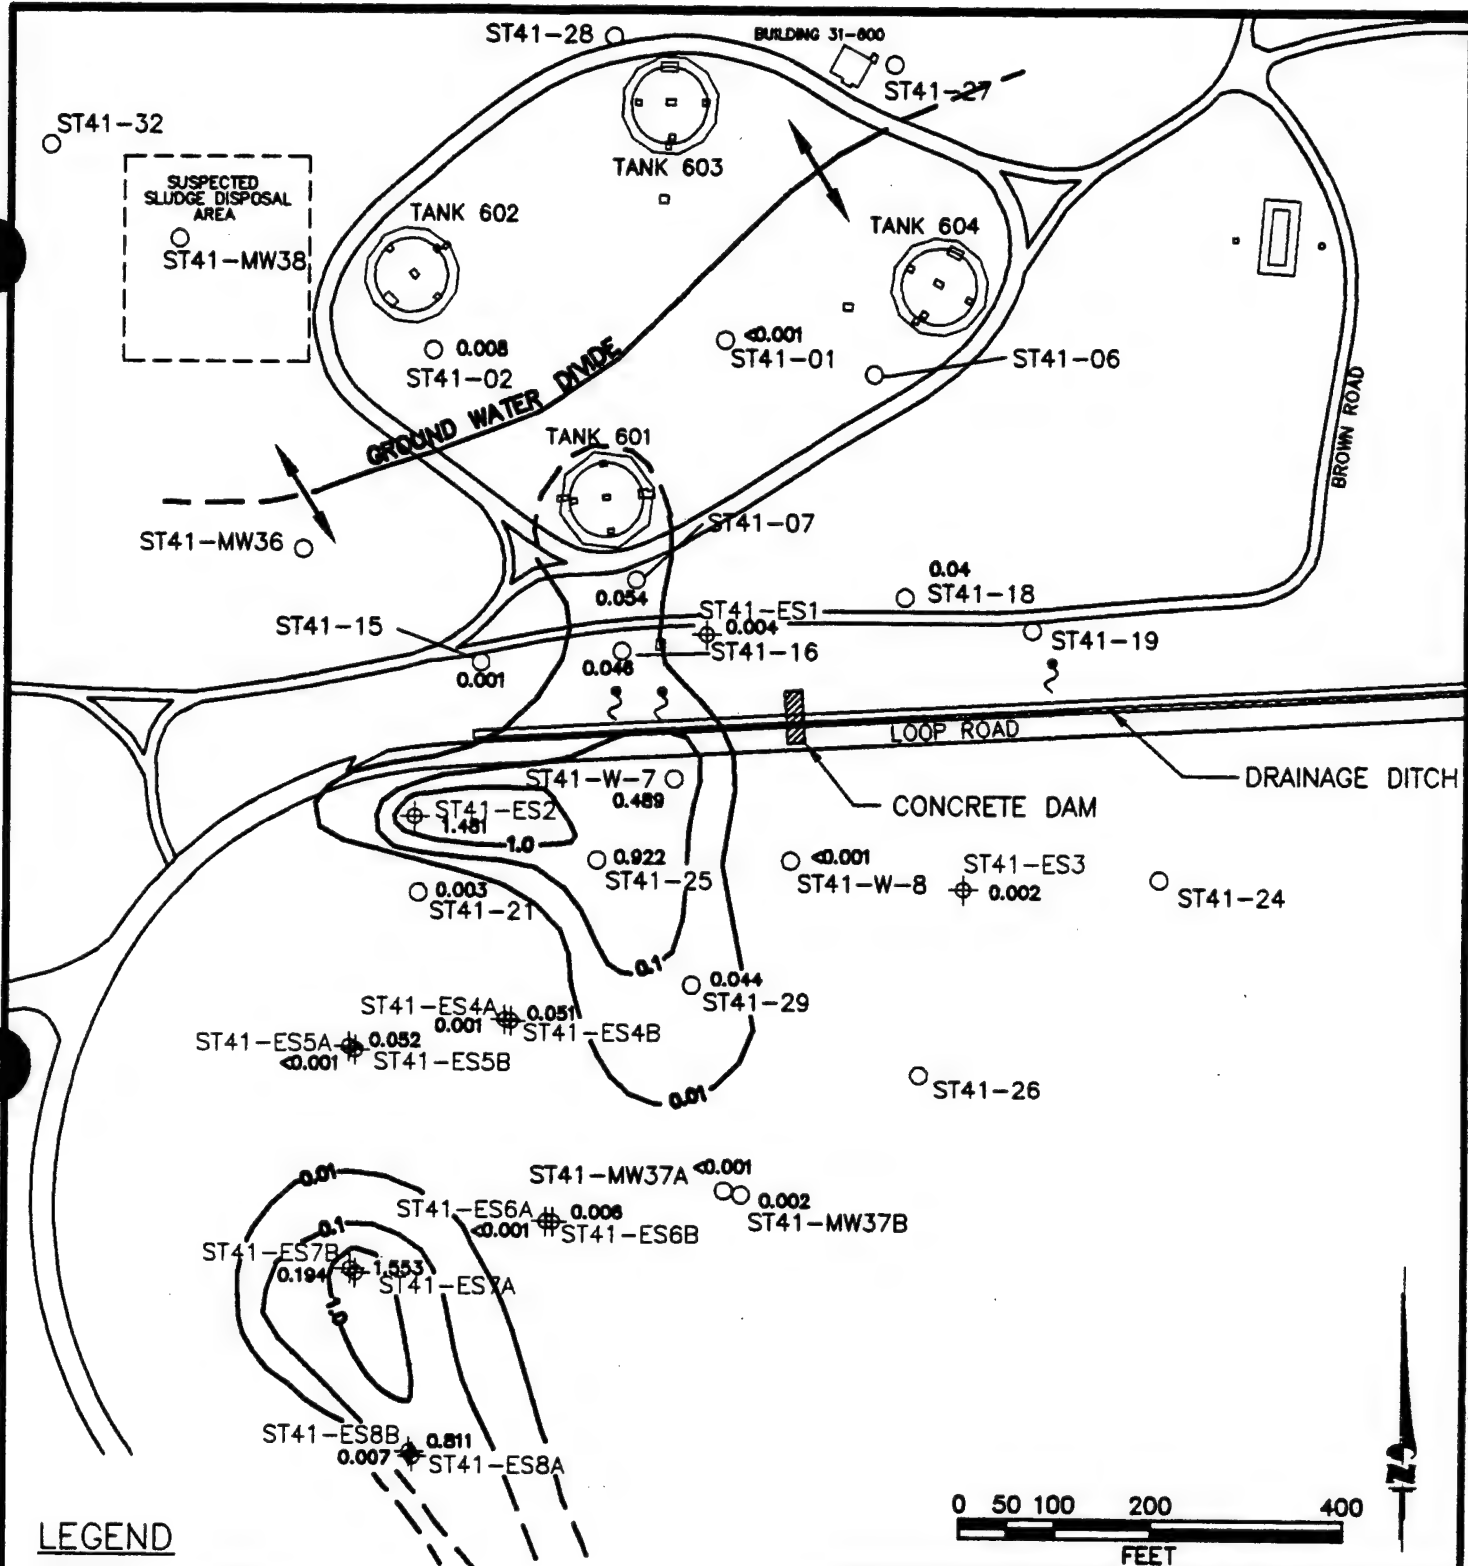 ST41-28
BUILDING 31-600
ST41-27
ST41-32
SUSPECTED
SLUDGE DISPOSAL
AREA
ST41-MW38
TANK 603
TANK 602
TANK 604
<0.001
ST41-01
0.008
ST41-02
ST41-06
GROUND WATER DIVIDE
BROWN ROAD
TANK 601
ST41-07
ST41-MW36
0.054
0.04
ST41-18
ST41-ES1
0.004
ST41-15
ST41-16
ST41-19
0.001
0.046
LOOP ROAD
ST41-W-7
0.489
DRAINAGE DITCH
CONCRETE DAM
ST41-ES2
1.481
1.0
0.922
ST41-25
<0.001
ST41-W-8
ST41-ES3
0.002
ST41-24
0.003
ST41-21
0.1
0.044
ST41-29
ST41-ES4A
0.001
0.051
ST41-ES4B
ST41-ES5A
<0.001
0.052
ST41-ES5B
ST41-26
0.01
ST41-MW37A
<0.001
0.002
ST41-MW37B
0.01
ST41-ES6A
<0.001
0.006
ST41-ES6B
0.1
ST41-ES7B
0.194
1.553
ST41-ES7A
1.0
ST41-ES8B
0.007
0.811
ST41-ES8A
0 50 100 200 400
FEET
LEGEND